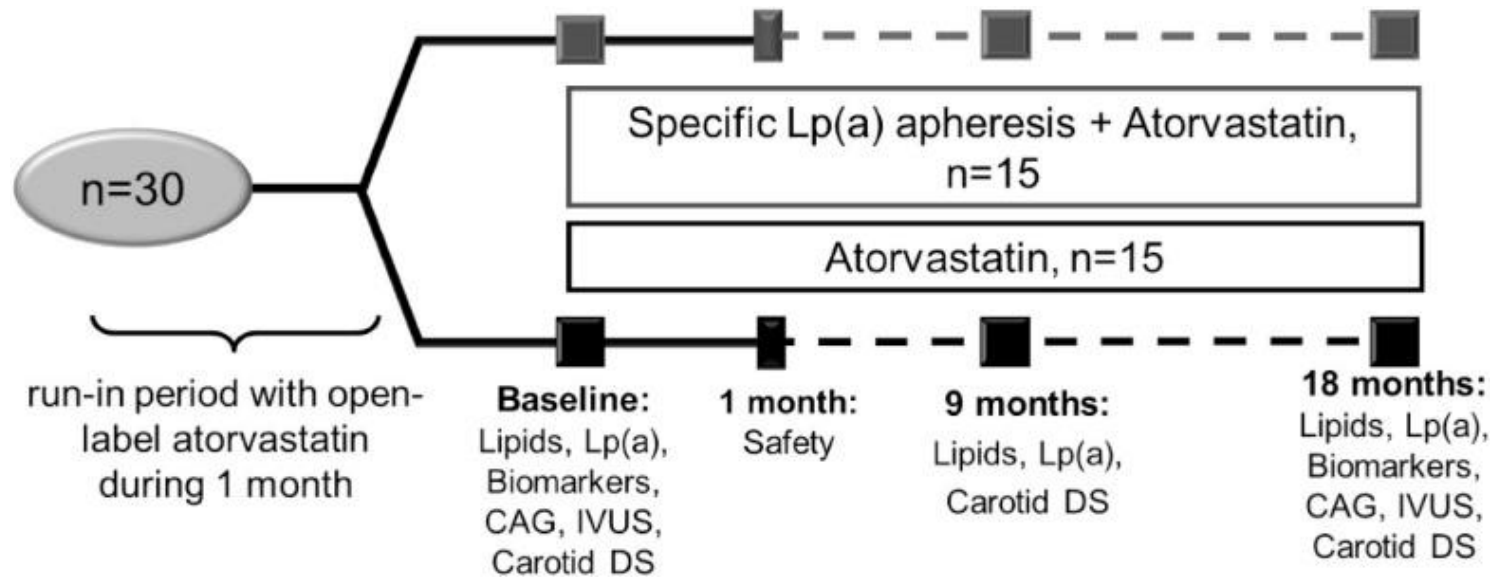 n=30
Specific Lp(a) apheresis + Atorvastatin,
n=15
Atorvastatin, n=15
run-in period with open-
label atorvastatin
during 1 month
Baseline:
Lipids, Lp(a),
Biomarkers,
CAG, IVUS,
Carotid DS
1 month:
Safety
9 months:
Lipids, Lp(a),
Carotid DS
18 months:
Lipids, Lp(a),
Biomarkers,
CAG, IVUS,
Carotid DS